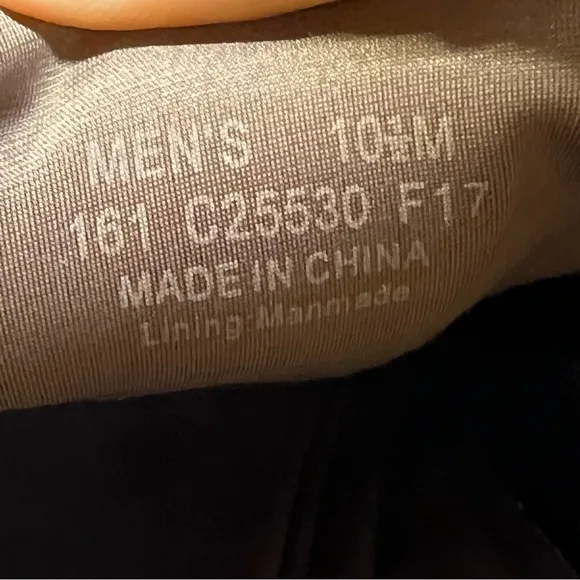 MEN'S 10½M
161 C25530 F17
MADE IN CHINA
Lining:Manmade